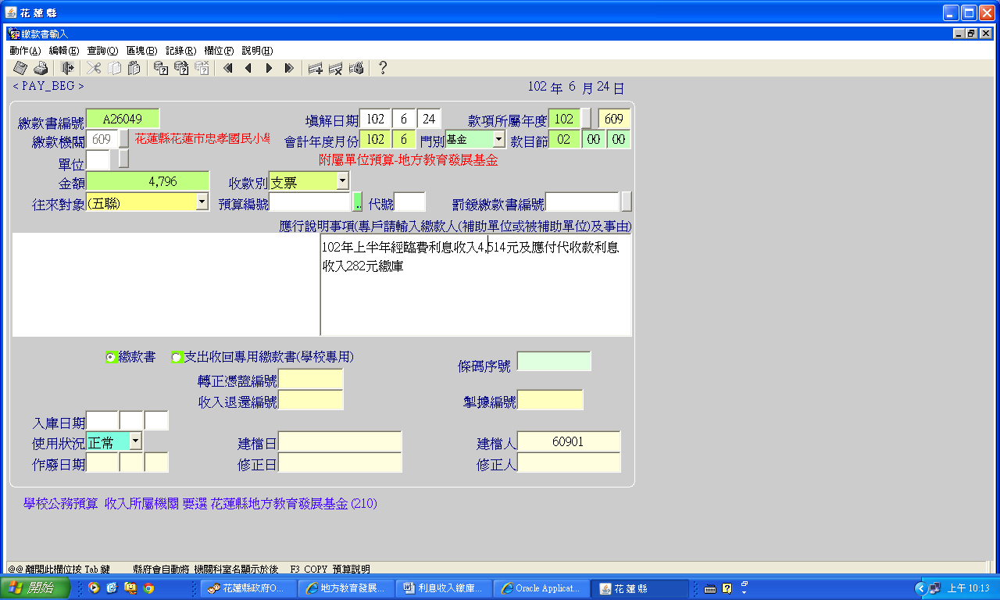 花 蓮 縣
繳款書輸入
動作(A) 編輯(E) 查詢(Q) 區塊(B) 記錄(R) 欄位(F) 說明(H)
< PAY_BEG >
102 年 6 月 24 日
繳款書編號 A26049 塡解日期 102 6 24 款項所屬年度 102 609
繳款機關 609 花蓮縣花蓮市忠孝國民小學 會計年度月份 102 6 門別 基金 款目節 02 00 00
單位 附屬單位預算-地方教育發展基金
金額 4,796 收款別 支票
往來對象 (五聯) 預算編號 .. 代號 罰鍰繳款書編號
應行說明事項(專戶請輸入繳款人(補助單位或被補助單位)及事由)
102年上半年經臨費利息收入4,514元及應付代收款利息
收入282元繳庫
繳款書 支出收回專用繳款書(學校專用)
條碼序號
轉正憑證編號
收入退還編號 掣據編號
入庫日期
使用狀況 正常 建檔日 建檔人 60901
作廢日期 修正日 修正人
學校公務預算 收入所屬機關 要選 花蓮縣地方教育發展基金 (210)
@@ 離開此欄位按 Tab 鍵 縣府會自動將 機關科室名顯示於後 F3 COPY 預算說明
開始 花蓮縣政府O... 地方教育發展... 利息收入繳庫... Oracle Applicat... 花 蓮 縣 上午 10:13